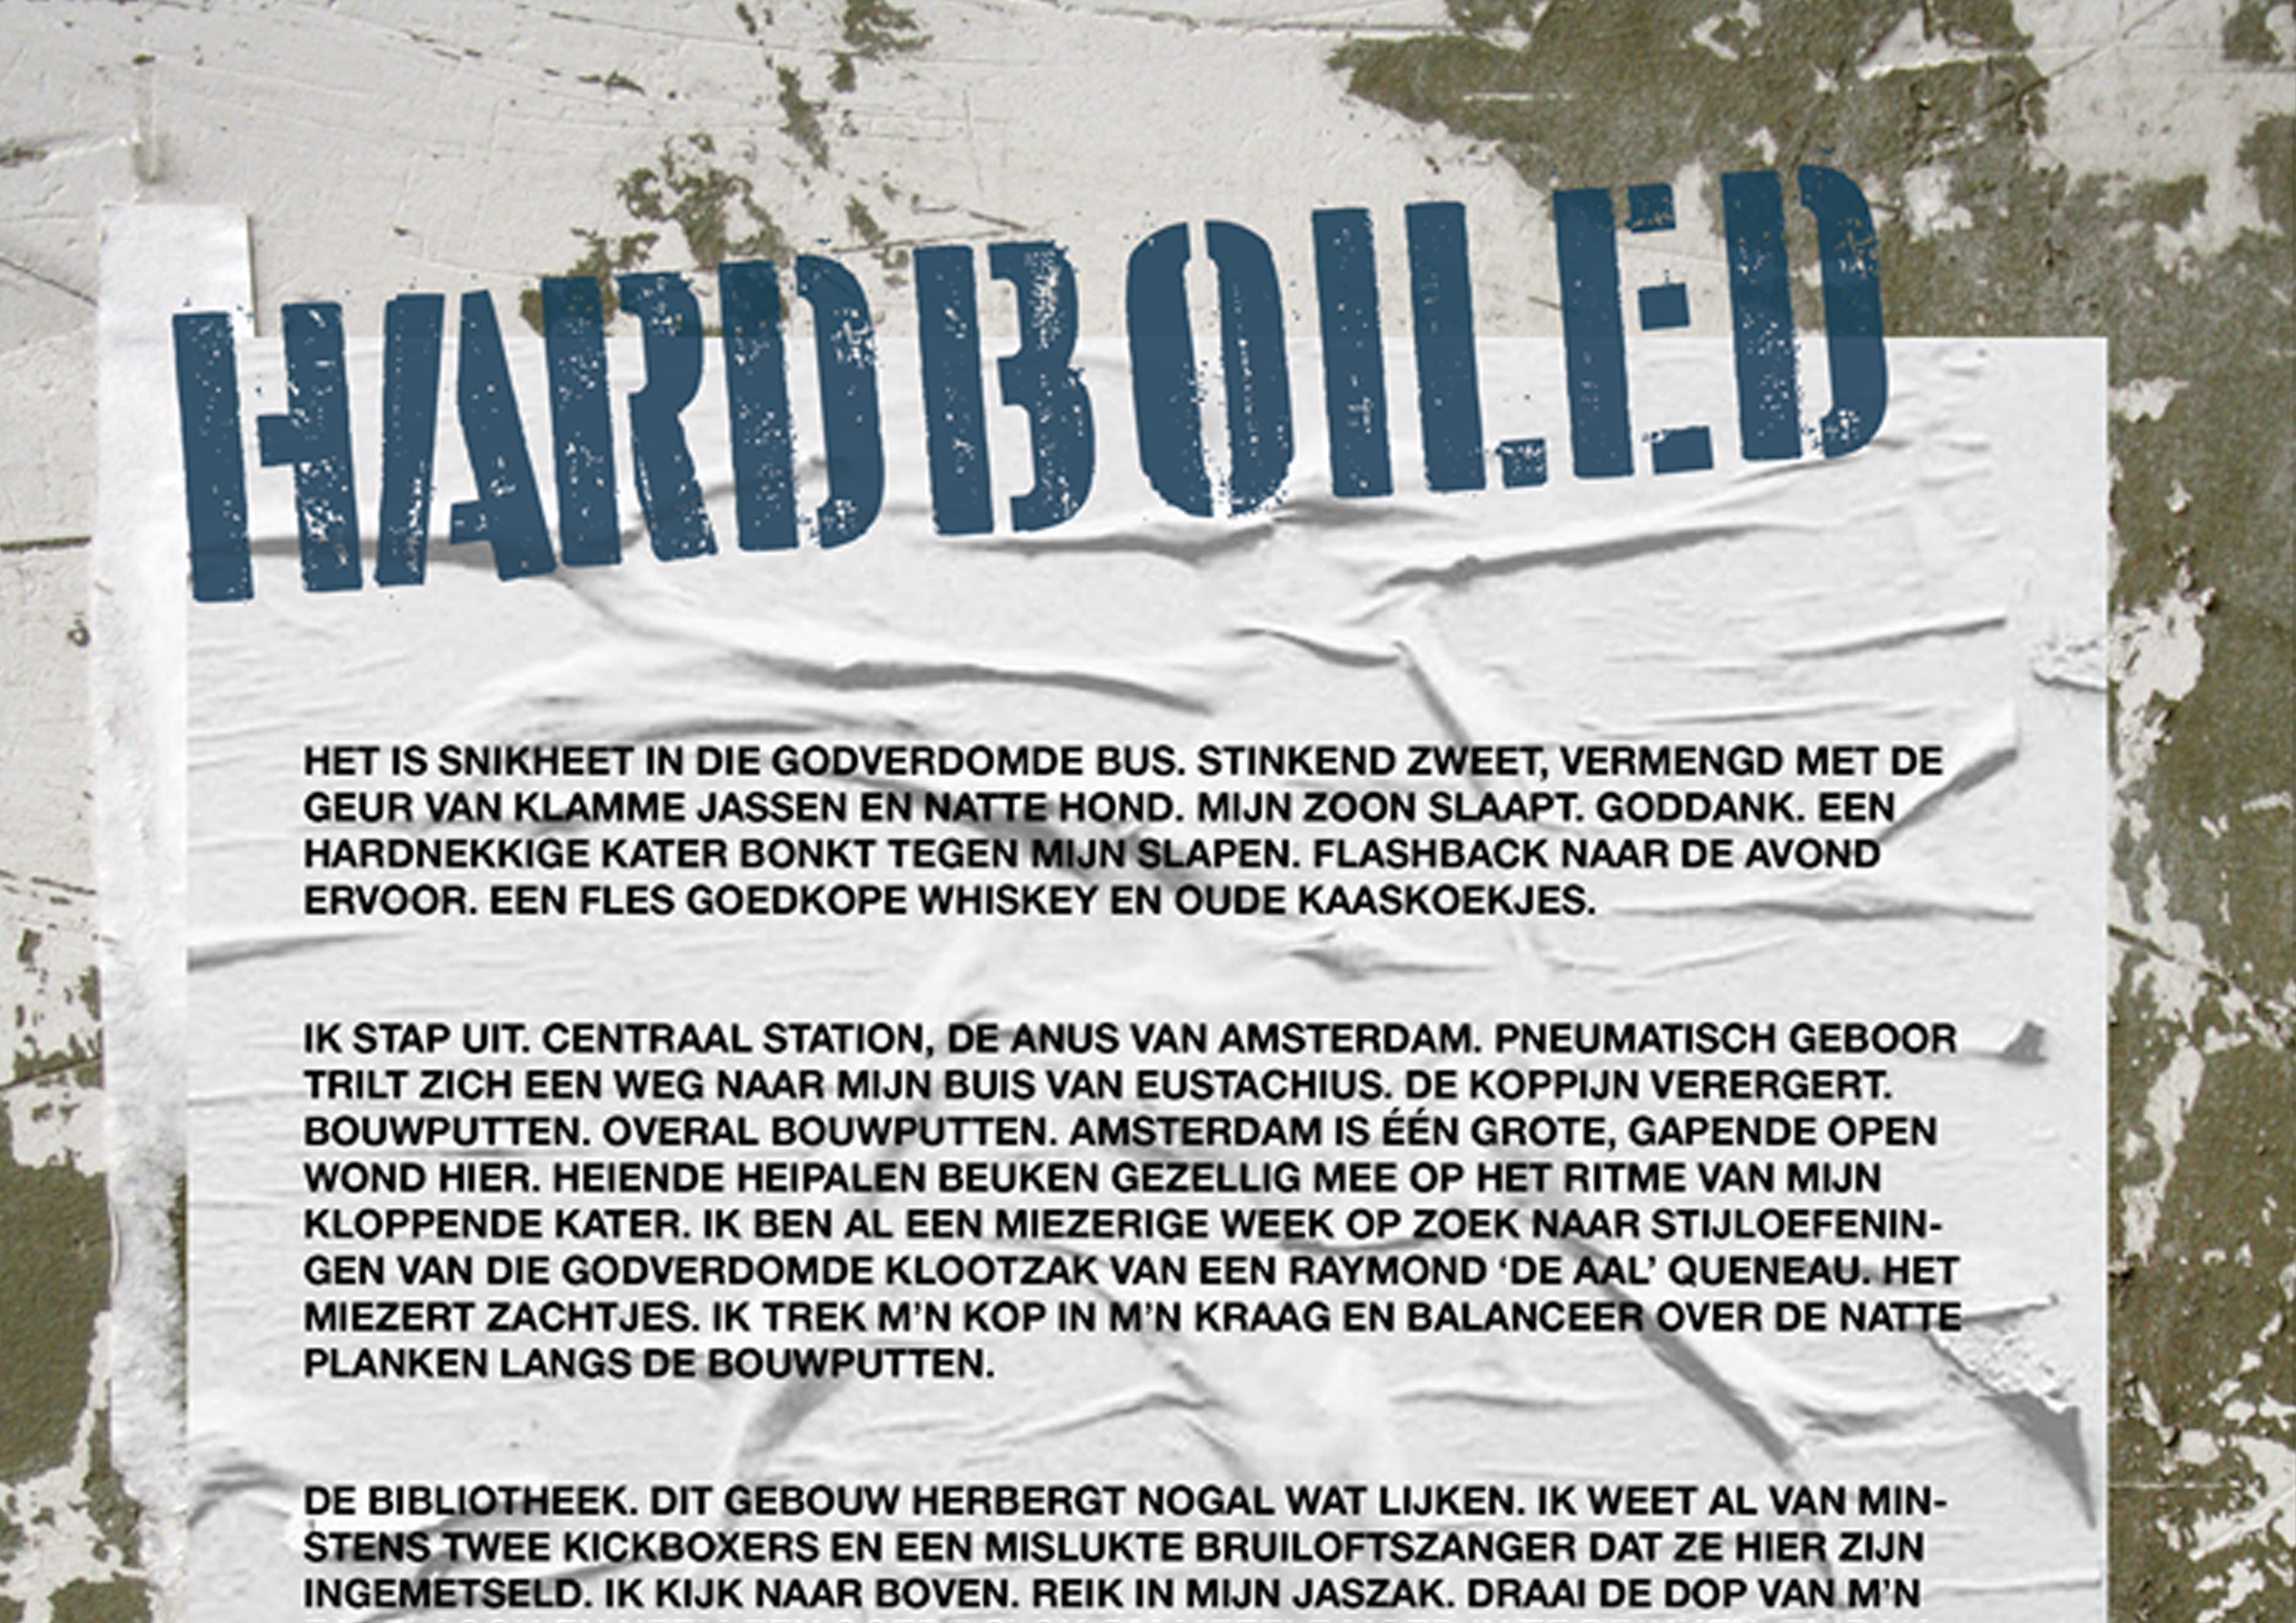 HARDBOILED
HET IS SNIKHEET IN DIE GODVERDOMDE BUS. STINKEND ZWEET, VERMENGD MET DE
GEUR VAN KLAMME JASSEN EN NATTE HOND. MIJN ZOON SLAAPT. GODDANK. EEN
HARDNEKKIGE KATER BONKT TEGEN MIJN SLAPEN. FLASHBACK NAAR DE AVOND
ERVOOR. EEN FLES GOEDKOPE WHISKEY EN OUDE KAASKOEKJES.
IK STAP UIT. CENTRAAL STATION, DE ANUS VAN AMSTERDAM. PNEUMATISCH GEBOOR
TRILT ZICH EEN WEG NAAR MIJN BUIS VAN EUSTACHIUS. DE KOPPIJN VERERGERT.
BOUWPUTTEN. OVERAL BOUWPUTTEN. AMSTERDAM IS ÉÉN GROTE, GAPENDE OPEN
WOND HIER. HEIENDE HEIPALEN BEUKEN GEZELLIG MEE OP HET RITME VAN MIJN
KLOPPENDE KATER. IK BEN AL EEN MIEZERIGE WEEK OP ZOEK NAAR STIJLOEFENIN-
GEN VAN DIE GODVERDOMDE KLOOTZAK VAN EEN RAYMOND ‘DE AAL’ QUENEAU. HET
MIEZERT ZACHTJES. IK TREK M’N KOP IN M’N KRAAG EN BALANCEER OVER DE NATTE
PLANKEN LANGS DE BOUWPUTTEN.
DE BIBLIOTHEEK. DIT GEBOUW HERBERGT NOGAL WAT LIJKEN. IK WEET AL VAN MIN-
STENS TWEE KICKBOXERS EN EEN MISLUKTE BRUILOFTSZANGER DAT ZE HIER ZIJN
INGEMETSELD. IK KIJK NAAR BOVEN. REIK IN MIJN JASZAK. DRAAI DE DOP VAN M’N